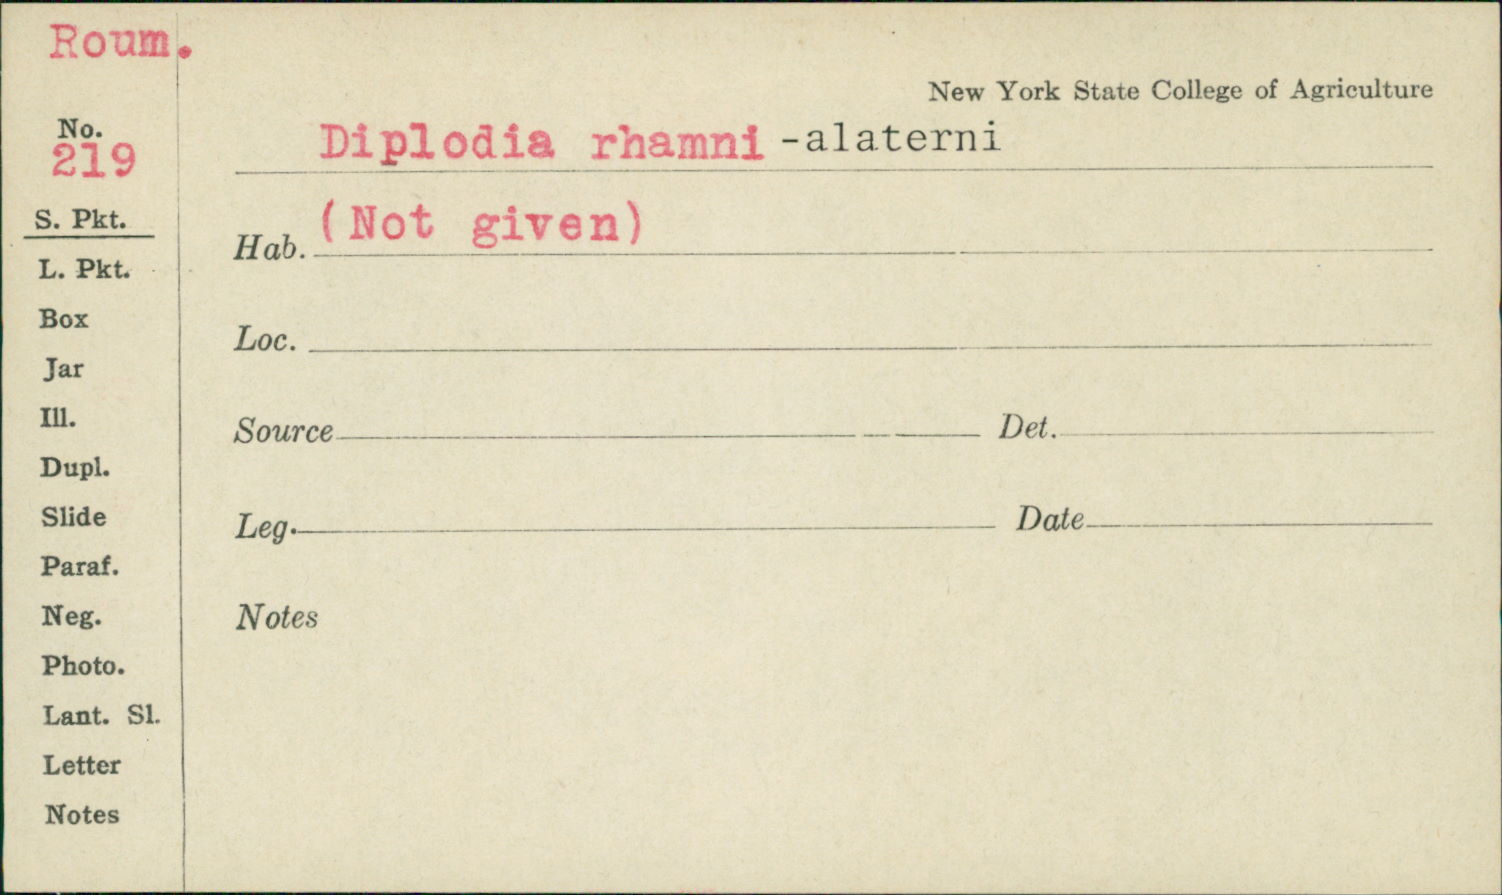 Roum.
New York State College of Agriculture
No.
219
Diplodia rhamni -alaterni
S. Pkt.
(Not given)
Hab.
L. Pkt.
Box
Loc.
Jar
Ill.
Source Det.
Dupl.
Slide
Leg. Date
Paraf.
Neg.
Notes
Photo.
Lant. Sl.
Letter
Notes